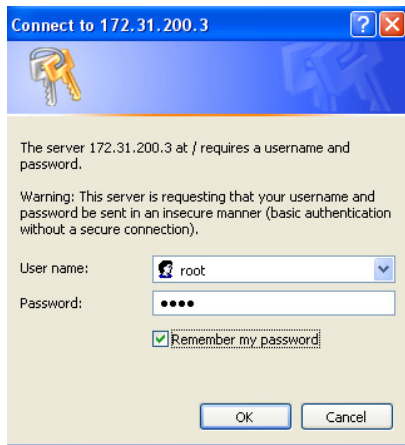 Connect to 172.31.200.3
The server 172.31.200.3 at / requires a username and
password.
Warning: This server is requesting that your username and
password be sent in an insecure manner (basic authentication
without a secure connection).
User name:
root
Password:
••••
Remember my password
OK
Cancel